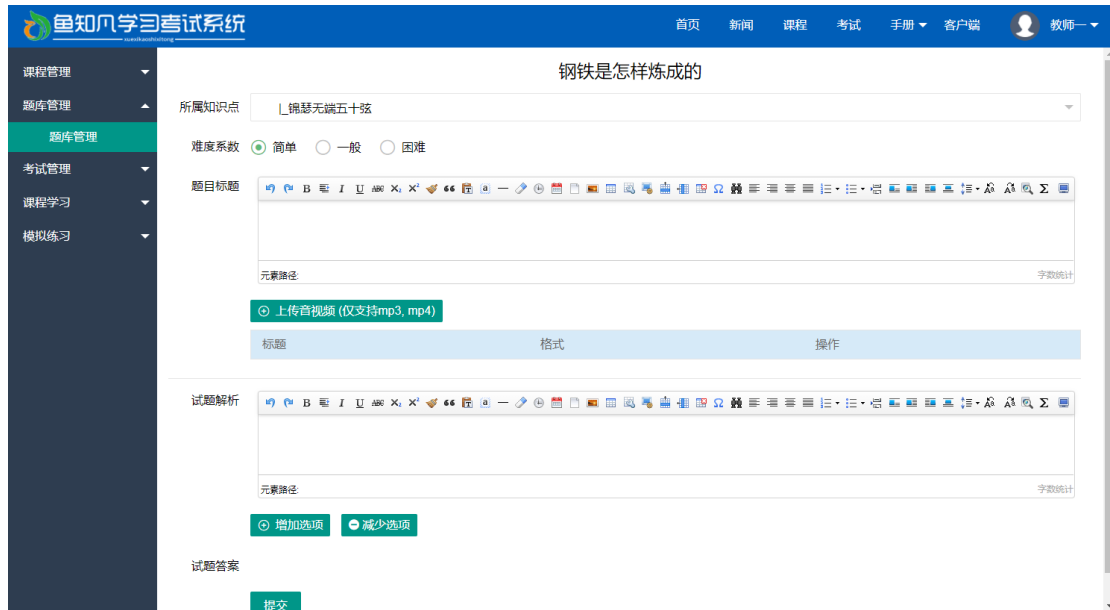 鱼知凡学习考试系统
xuexikaoshixitong
首页 新闻 课程 考试 手册 客户端 教师一
课程管理
题库管理
题库管理
考试管理
课程学习
模拟练习
钢铁是怎样炼成的
所属知识点 |_锦瑟无端五十弦
难度系数 简单 一般 困难
题目标题
元素路径: 字数统计
上传音视频 (仅支持mp3, mp4)
标题 格式 操作
试题解析
元素路径: 字数统计
增加选项 减少选项
试题答案
提交